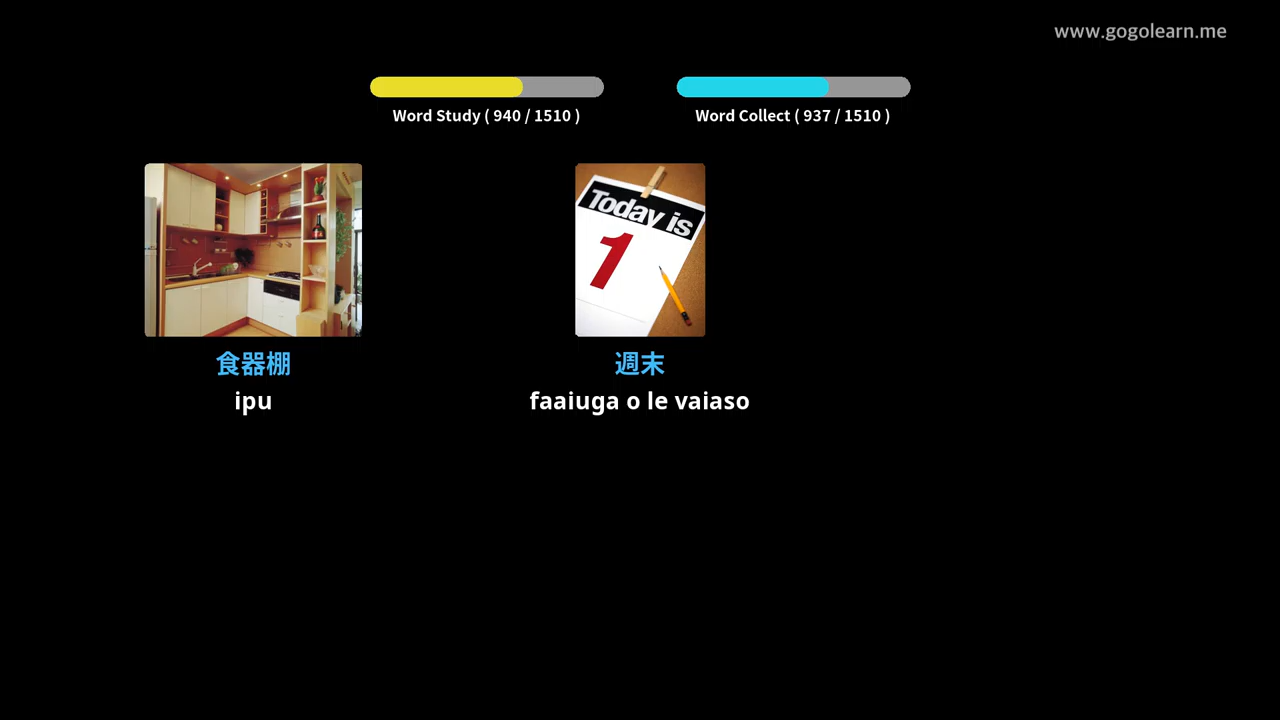 www.gogolearn.me
Word Study ( 940 / 1510 )
Word Collect ( 937 / 1510 )
Today is
1
食器棚
週末
ipu
faaiuga o le vaiaso